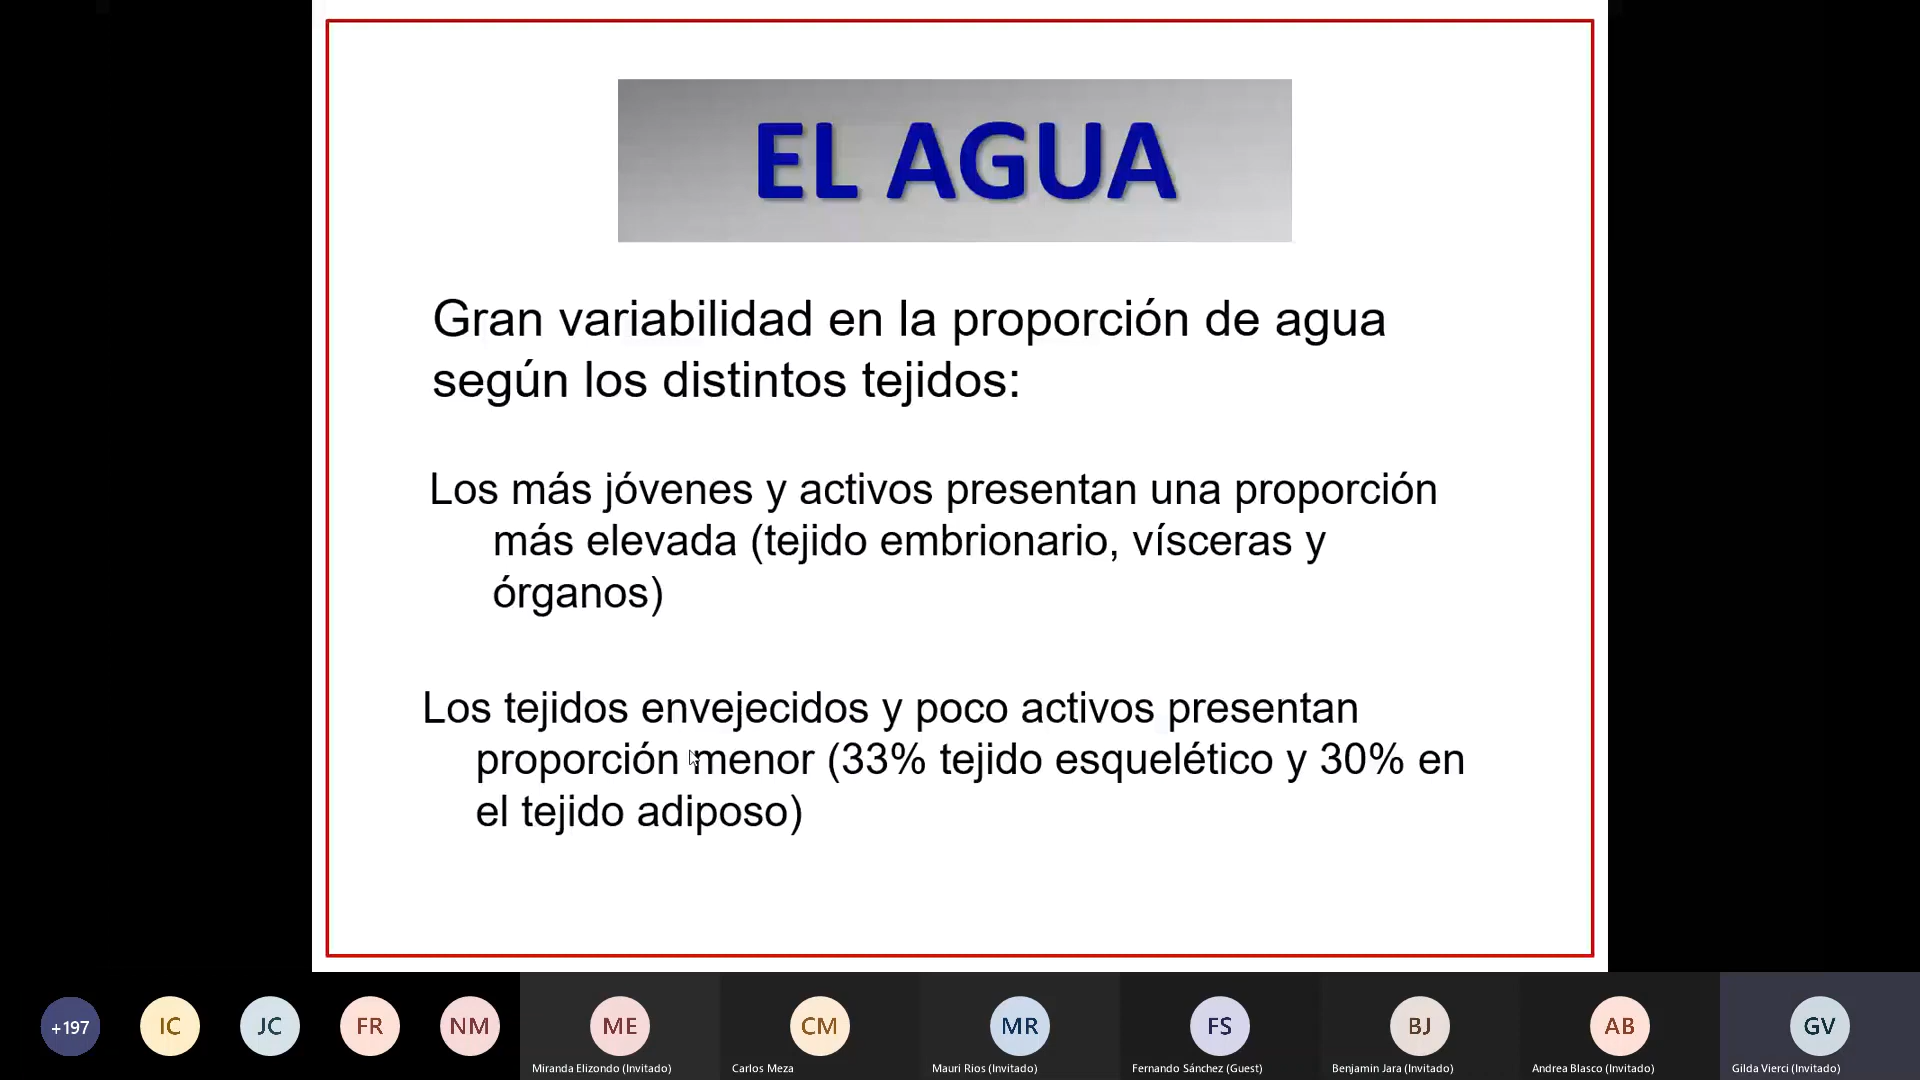 EL AGUA
Gran variabilidad en la proporción de agua
según los distintos tejidos:
Los más jóvenes y activos presentan una proporción
más elevada (tejido embrionario, vísceras y
órganos)
Los tejidos envejecidos y poco activos presentan
proporción menor (33% tejido esquelético y 30% en
el tejido adiposo)
+197 IC JC FR NM ME CM MR FS BJ AB GV
Miranda Elizondo (Invitado) Carlos Meza Mauri Rios (Invitado) Fernando Sánchez (Guest) Benjamin Jara (Invitado) Andrea Blasco (Invitado) Gilda Vierci (Invitado)